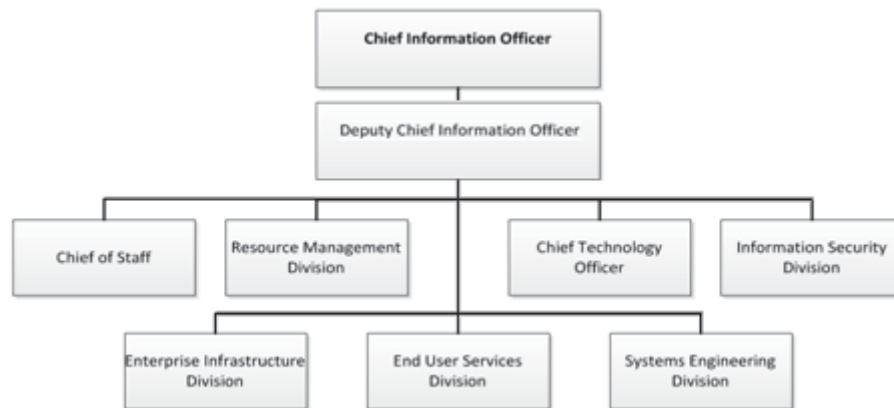 Chief Information Officer
Deputy Chief Information Officer
Chief of Staff
Resource Management
Division
Chief Technology
Officer
Information Security
Division
Enterprise Infrastructure
Division
End User Services
Division
Systems Engineering
Division